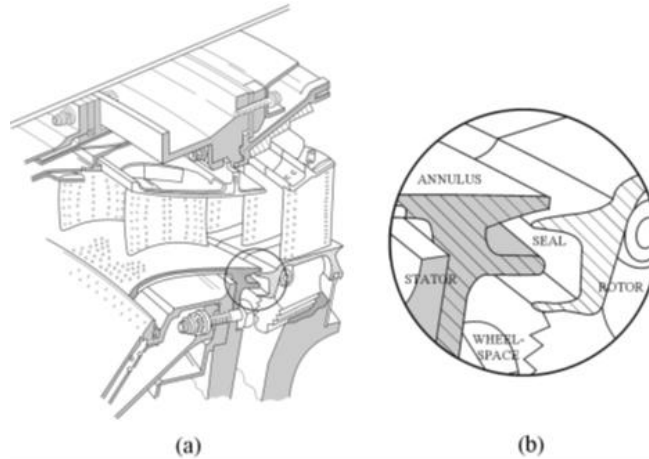 ANNULUS
SEAL
STATOR
ROTOR
WHEEL-
SPACE
(a)
(b)